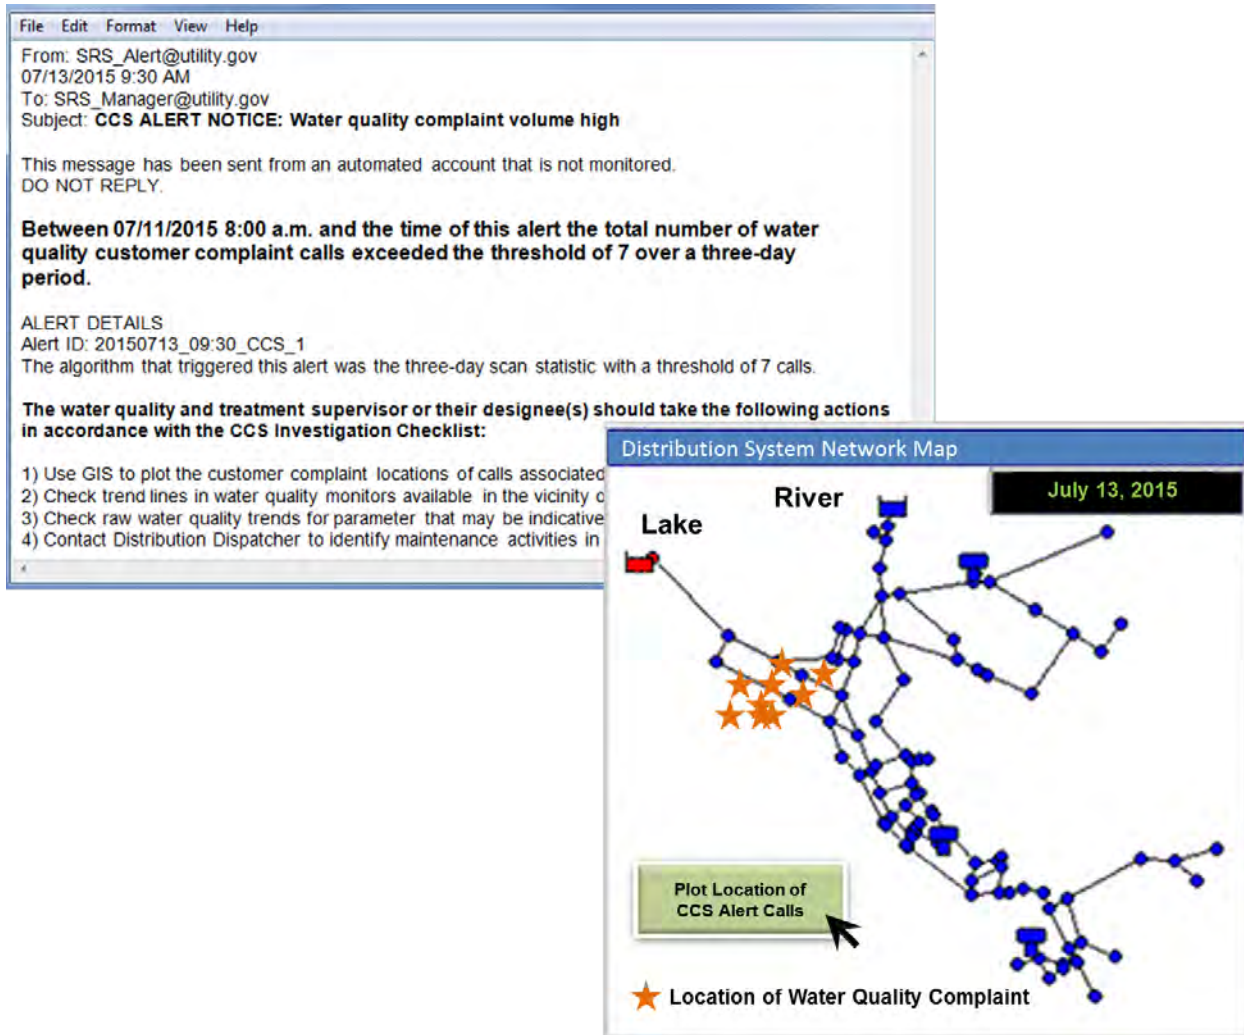 File Edit Format View Help
From: SRS_Alert@utility.gov
07/13/2015 9:30 AM
To: SRS_Manager@utility.gov
Subject: CCS ALERT NOTICE: Water quality complaint volume high
This message has been sent from an automated account that is not monitored.
DO NOT REPLY.
Between 07/11/2015 8:00 a.m. and the time of this alert the total number of water
quality customer complaint calls exceeded the threshold of 7 over a three-day
period.
ALERT DETAILS
Alert ID: 20150713_09:30_CCS_1
The algorithm that triggered this alert was the three-day scan statistic with a threshold of 7 calls.
The water quality and treatment supervisor or their designee(s) should take the following actions
in accordance with the CCS Investigation Checklist:
1) Use GIS to plot the customer complaint locations of calls associated
2) Check trend lines in water quality monitors available in the vicinity
3) Check raw water quality trends for parameter that may be indicative
4) Contact Distribution Dispatcher to identify maintenance activities in
Distribution System Network Map
July 13, 2015
River
Lake
Plot Location of
CCS Alert Calls
Location of Water Quality Complaint